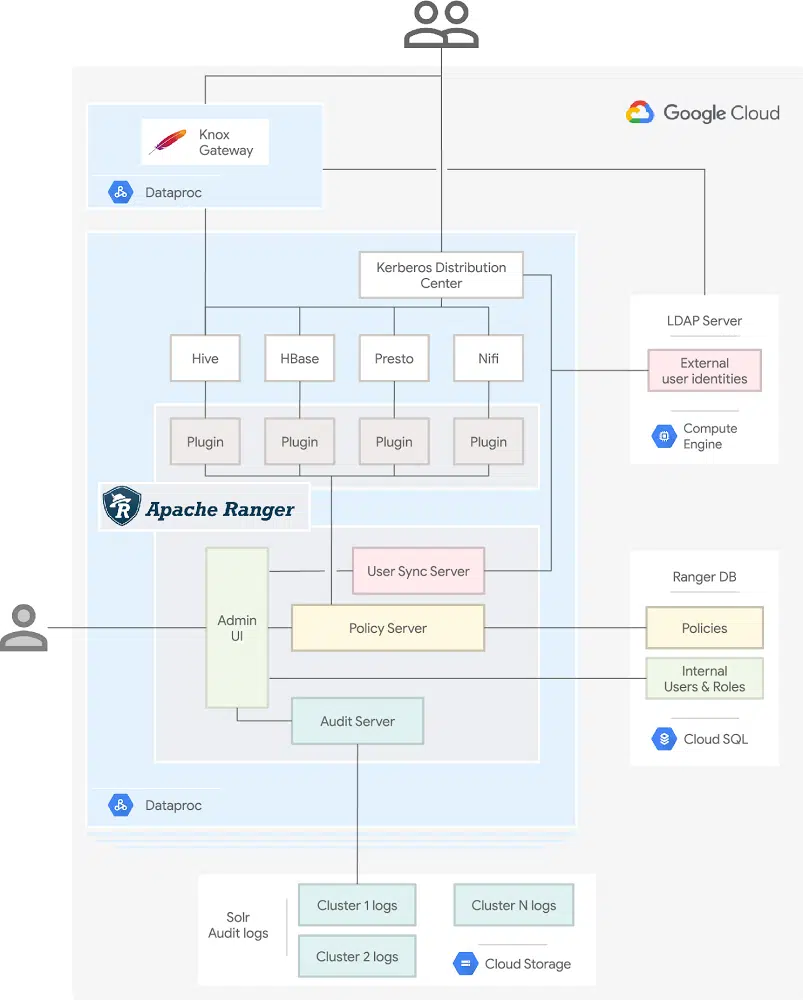 Google Cloud
Knox
Gateway
Dataproc
Kerberos Distribution
Center
LDAP Server
External
user identities
Compute
Engine
Hive
HBase
Presto
Nifi
Plugin
Plugin
Plugin
Plugin
R
Apache Ranger
Admin
UI
User Sync Server
Policy Server
Audit Server
Ranger DB
Policies
Internal
Users & Roles
Cloud SQL
Dataproc
Solr
Audit logs
Cluster 1 logs
Cluster 2 logs
Cluster N logs
Cloud Storage